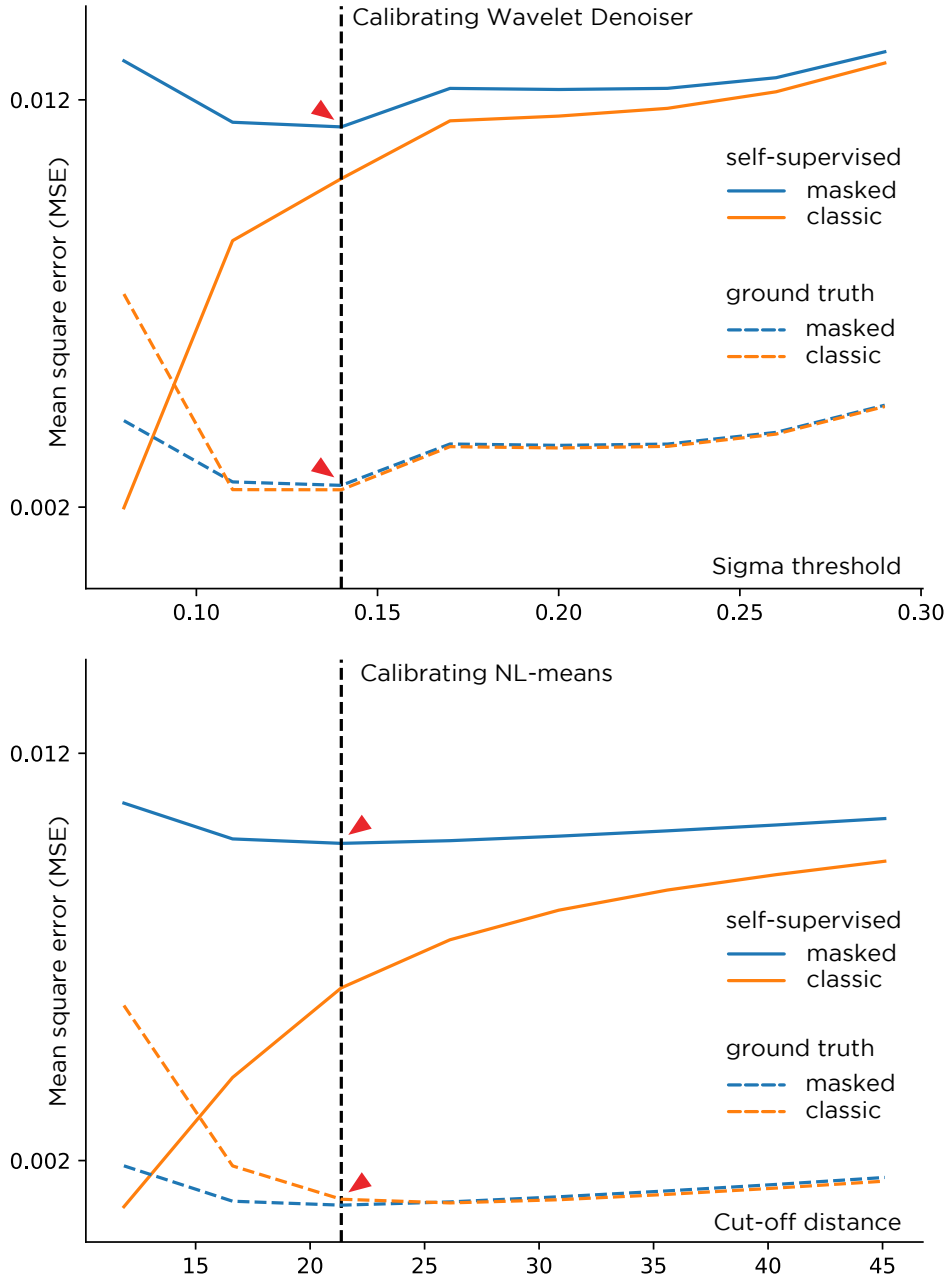 Calibrating Wavelet Denoiser
0.012
Mean square error (MSE)
self-supervised
masked
classic
ground truth
masked
classic
0.002
Sigma threshold
0.10 0.15 0.20 0.25 0.30
Calibrating NL-means
0.012
Mean square error (MSE)
self-supervised
masked
classic
ground truth
masked
classic
0.002
Cut-off distance
15 20 25 30 35 40 45